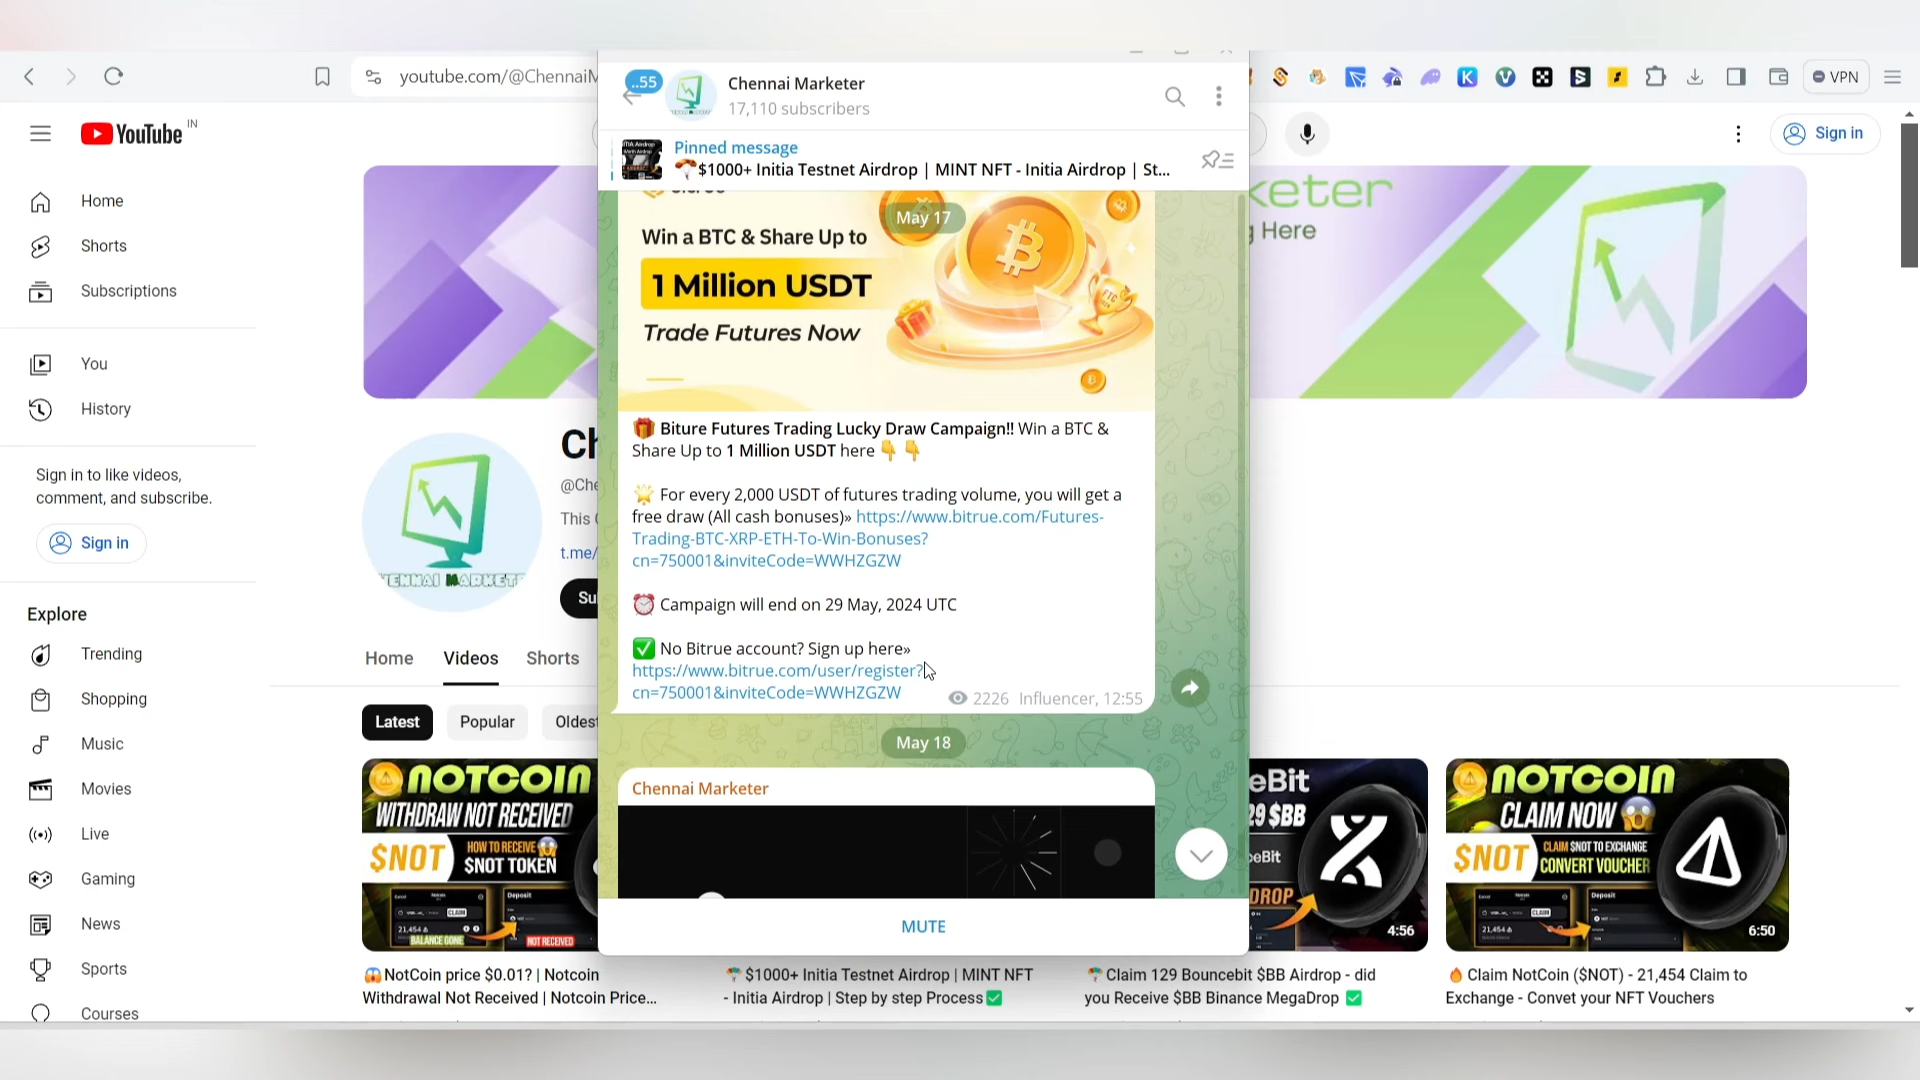 youtube.com/@ChennaiM
VPN
YouTube IN
Home
Shorts
Subscriptions
You
History
Sign in to like videos,
comment, and subscribe.
Sign in
Explore
Trending
Shopping
Music
Movies
Live
Gaming
News
Sports
Courses
Sign in
keter
g Here
@Che
This
t.me/
Home
Videos
Shorts
Latest
Popular
Oldest
..55
Chennai Marketer
17,110 subscribers
Pinned message
🪂$1000+ Initia Testnet Airdrop | MINT NFT - Initia Airdrop | St...
May 17
Win a BTC & Share Up to
1 Million USDT
Trade Futures Now
🎁 Biture Futures Trading Lucky Draw Campaign!! Win a BTC &
Share Up to 1 Million USDT here 👇 👇
🌟 For every 2,000 USDT of futures trading volume, you will get a
free draw (All cash bonuses)» https://www.bitrue.com/Futures-
Trading-BTC-XRP-ETH-To-Win-Bonuses?
cn=750001&inviteCode=WWHZGZW
⏰ Campaign will end on 29 May, 2024 UTC
✅ No Bitrue account? Sign up here»
https://www.bitrue.com/user/register?
cn=750001&inviteCode=WWHZGZW
2226 Influencer, 12:55
May 18
Chennai Marketer
MUTE
NOTCOIN
WITHDRAW NOT RECEIVED
$NOT
HOW TO RECEIVE
$NOT TOKEN
21,454
CLAIM
Deposit
BALANCE GONE
NOT RECEIVED
😱NotCoin price $0.01? | Notcoin
Withdrawal Not Received | Notcoin Price...
🪂 $1000+ Initia Testnet Airdrop | MINT NFT
- Initia Airdrop | Step by step Process✅
eBit
29 $BB
DROP
4:56
🪂 Claim 129 Bouncebit $BB Airdrop - did
you Receive $BB Binance MegaDrop ✅
NOTCOIN
CLAIM NOW
$NOT
CLAIM $NOT TO EXCHANGE
CONVERT VOUCHER
21,454
CLAIM
Deposit
6:50
🔥 Claim NotCoin ($NOT) - 21,454 Claim to
Exchange - Convet your NFT Vouchers